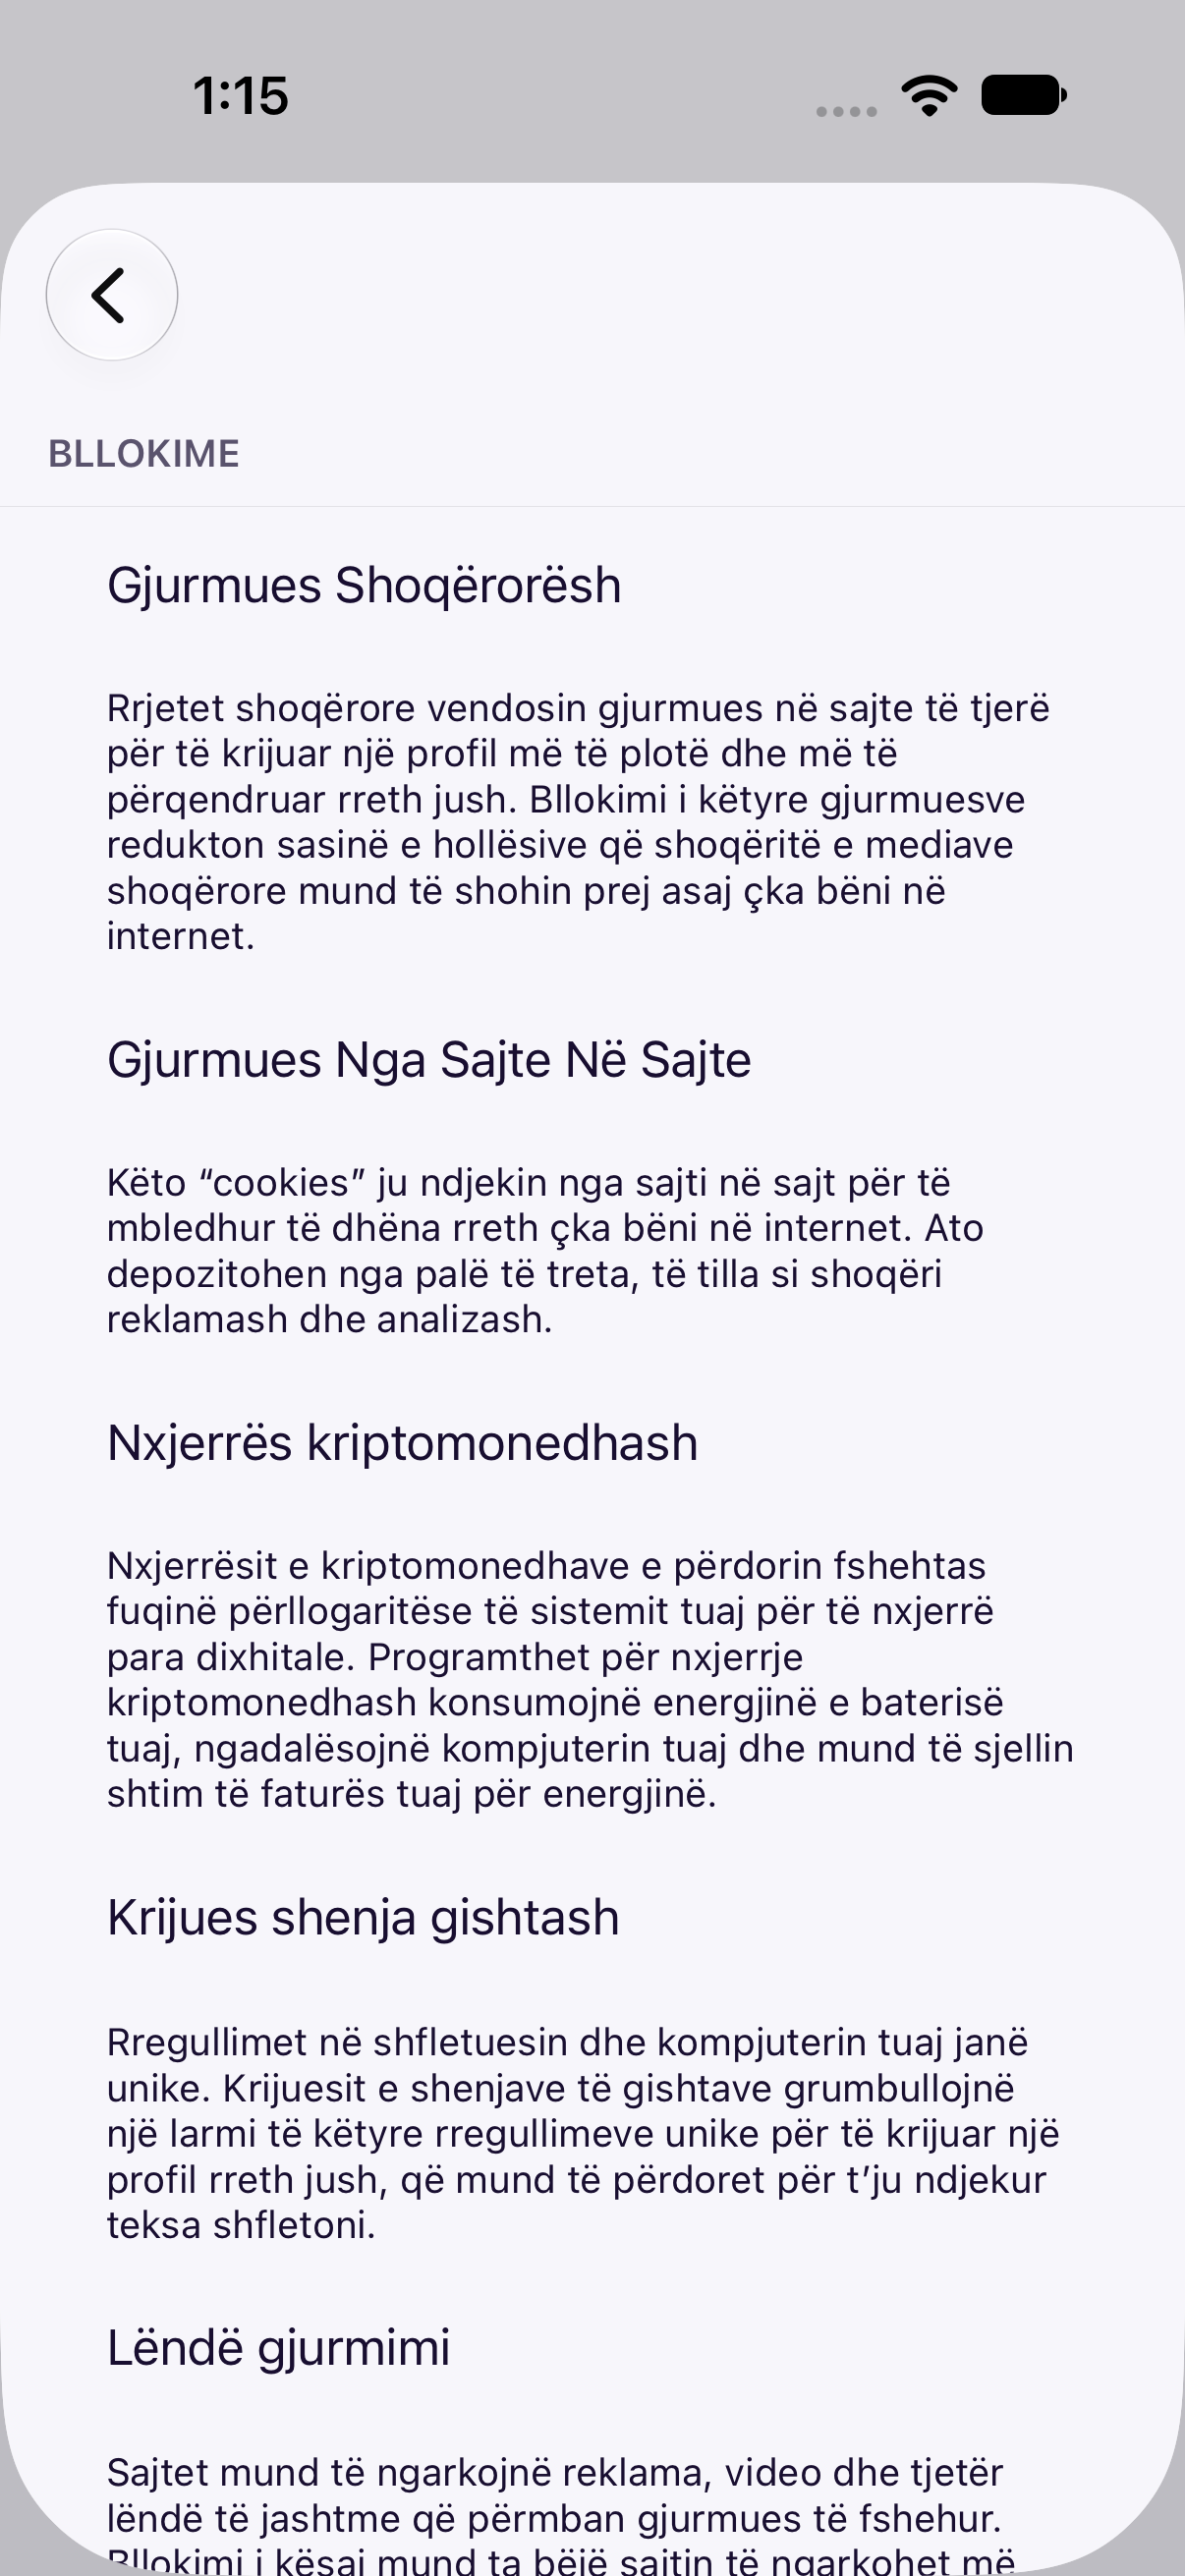 1:15
BLLOKIME
Gjurmues Shoqërorësh
Rrjetet shoqërore vendosin gjurmues në sajte të tjerë
për të krijuar një profil më të plotë dhe më të
përqendruar rreth jush. Bllokimi i këtyre gjurmuesve
redukton sasinë e hollësive që shoqëritë e mediave
shoqërore mund të shohin prej asaj çka bëni në
internet.
Gjurmues Nga Sajte Në Sajte
Këto “cookies” ju ndjekin nga sajti në sajt për të
mbledhur të dhëna rreth çka bëni në internet. Ato
depozitohen nga palë të treta, të tilla si shoqëri
reklamash dhe analizash.
Nxjerrës kriptomonedhash
Nxjerrësit e kriptomonedhave e përdorin fshehtas
fuqinë përllogaritëse të sistemit tuaj për të nxjerrë
para dixhitale. Programthet për nxjerrje
kriptomonedhash konsumojnë energjinë e baterisë
tuaj, ngadalësojnë kompjuterin tuaj dhe mund të sjellin
shtim të faturës tuaj për energjinë.
Krijues shenja gishtash
Rregullimet në shfletuesin dhe kompjuterin tuaj janë
unike. Krijuesit e shenjave të gishtave grumbullojnë
një larmi të këtyre rregullimeve unike për të krijuar një
profil rreth jush, që mund të përdoret për t’ju ndjekur
teksa shfletoni.
Lëndë gjurmimi
Sajtet mund të ngarkojnë reklama, video dhe tjetër
lëndë të jashtme që përmban gjurmues të fshehur.
Bllokimi i kësaj mund ta bëjë sajtin të ngarkohet më